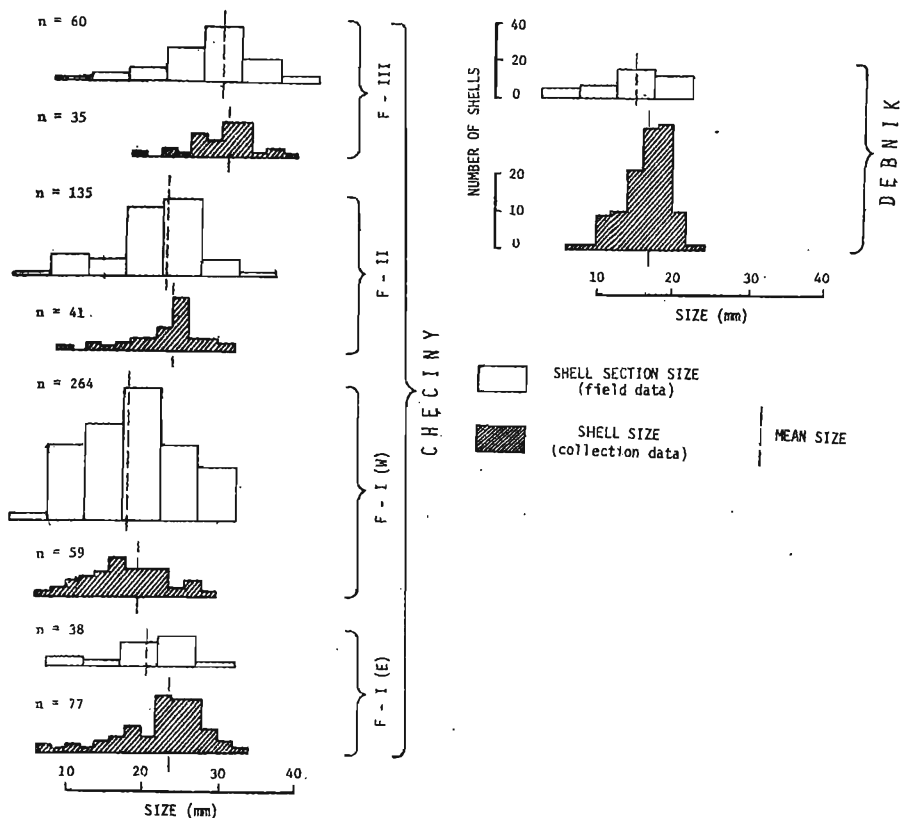 n = 60
n = 35
F - III
n = 135
n = 41
F - II
n = 264
n = 59
F - I (W)
n = 38
n = 77
F - I (E)
CHĘCINY
10 20 30 40
SIZE (mm)
40
20
0
20
10
0
NUMBER OF SHELLS
DĘBNIK
10 20 30 40
SIZE (mm)
SHELL SECTION SIZE
(field data)
SHELL SIZE
(collection data)
MEAN SIZE